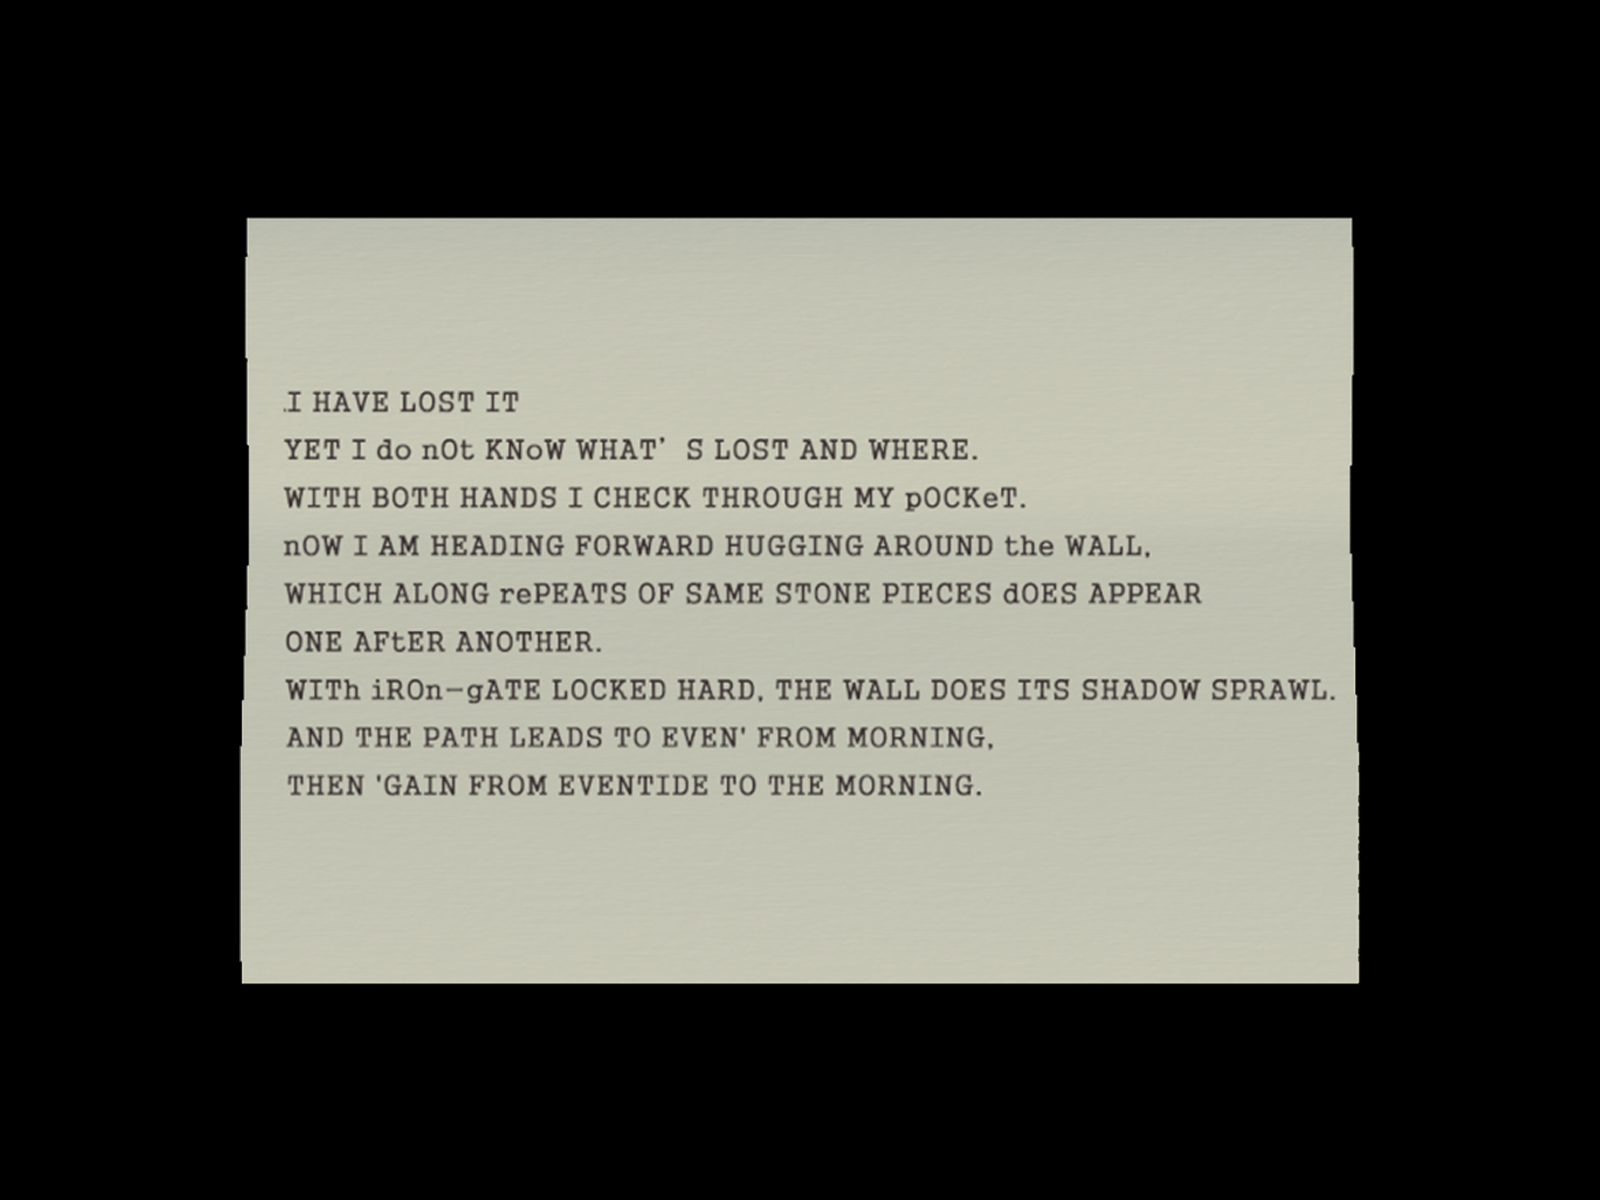 .I HAVE LOST IT
YET I do nOt KNoW WHAT’ S LOST AND WHERE.
WITH BOTH HANDS I CHECK THROUGH MY pOCKeT.
nOW I AM HEADING FORWARD HUGGING AROUND the WALL,
WHICH ALONG rePEATS OF SAME STONE PIECES dOES APPEAR
ONE AFtER ANOTHER.
WITh iROn—gATE LOCKED HARD, THE WALL DOES ITS SHADOW SPRAWL.
AND THE PATH LEADS TO EVEN' FROM MORNING,
THEN 'GAIN FROM EVENTIDE TO THE MORNING.